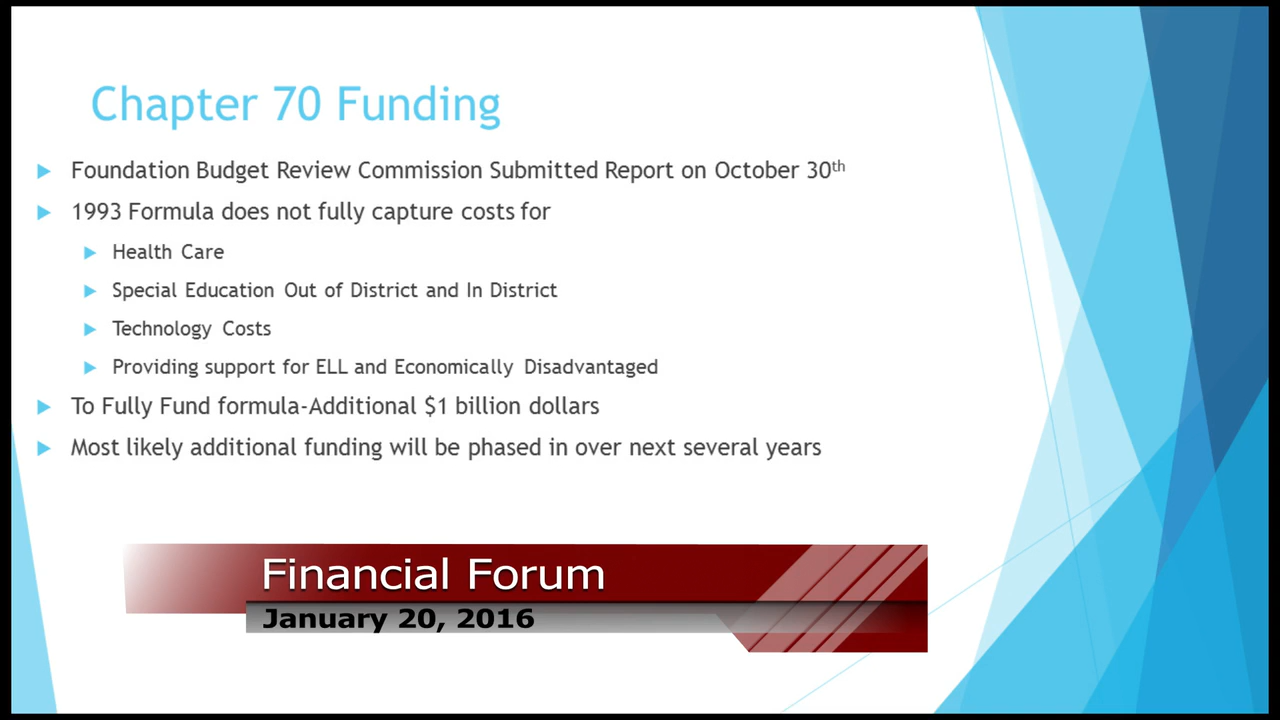 Chapter 70 Funding
Foundation Budget Review Commission Submitted Report on October 30th
1993 Formula does not fully capture costs for
Health Care
Special Education Out of District and In District
Technology Costs
Providing support for ELL and Economically Disadvantaged
To Fully Fund formula-Additional $1 billion dollars
Most likely additional funding will be phased in over next several years
Financial Forum
January 20, 2016